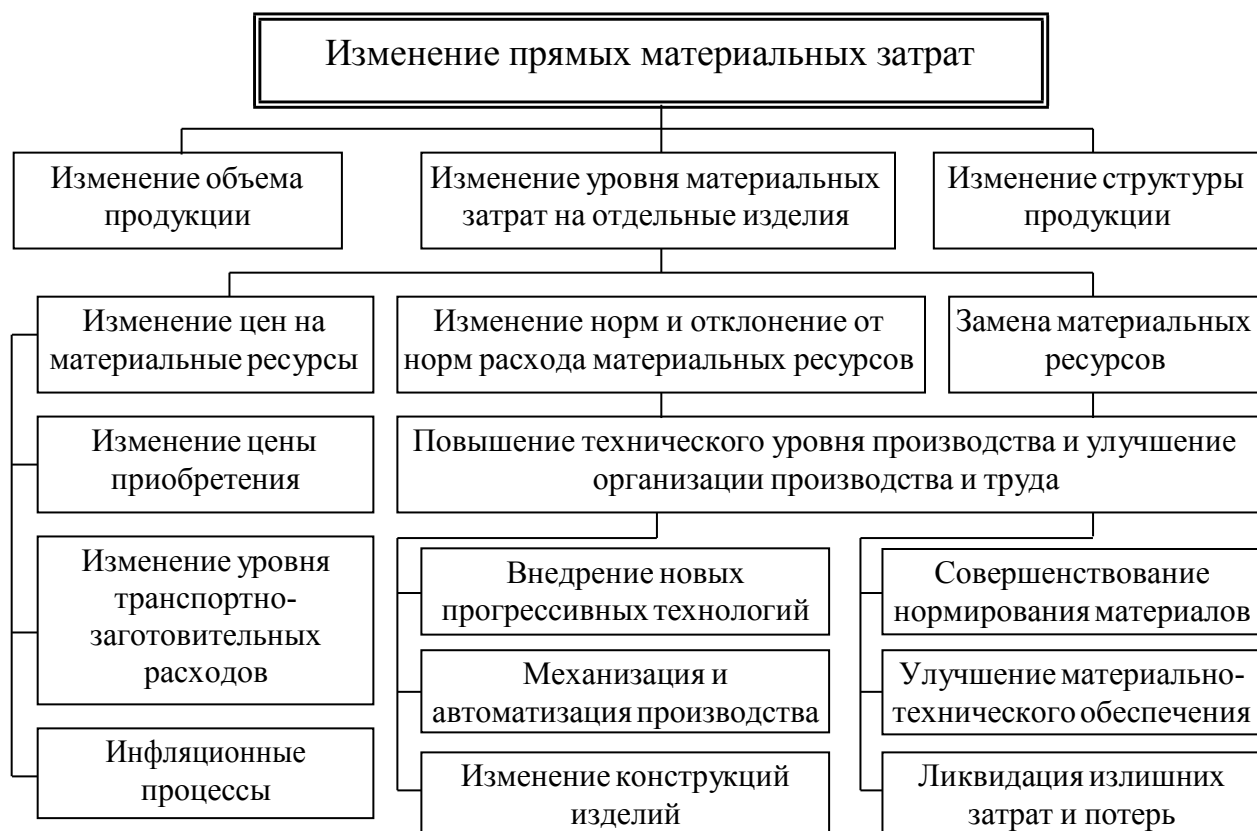 Изменение прямых материальных затрат
Изменение объема
продукции
Изменение уровня материальных
затрат на отдельные изделия
Изменение структуры
продукции
Изменение цен на
материальные ресурсы
Изменение норм и отклонение от
норм расхода материальных ресурсов
Замена материальных
ресурсов
Изменение цены
приобретения
Повышение технического уровня производства и улучшение
организации производства и труда
Изменение уровня
транспортно-
заготовительных
расходов
Внедрение новых
прогрессивных технологий
Совершенствование
нормирования материалов
Механизация и
автоматизация производства
Улучшение материально-
технического обеспечения
Инфляционные
процессы
Изменение конструкций
изделий
Ликвидация излишних
затрат и потерь